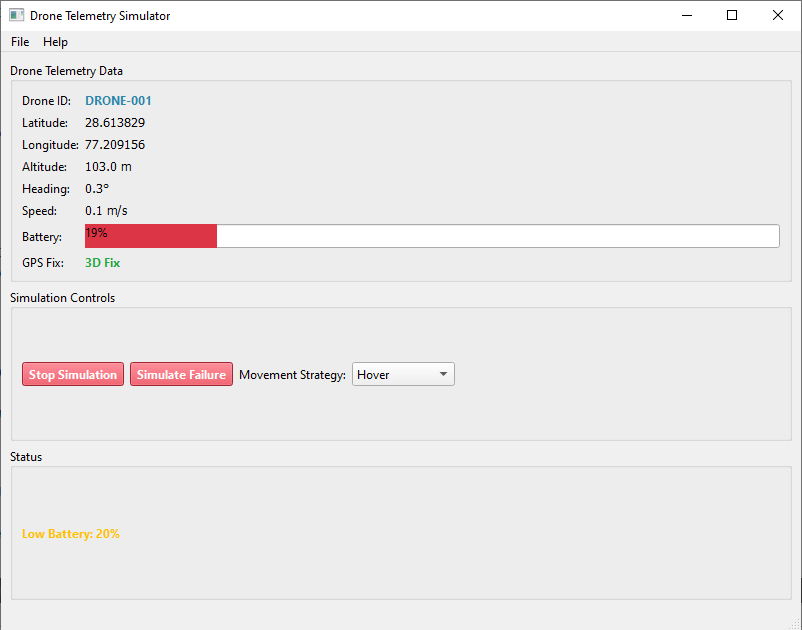 Drone Telemetry Simulator
File Help
Drone Telemetry Data
Drone ID: DRONE-001
Latitude: 28.613829
Longitude: 77.209156
Altitude: 103.0 m
Heading: 0.3°
Speed: 0.1 m/s
Battery: 19%
GPS Fix: 3D Fix
Simulation Controls
Stop Simulation Simulate Failure Movement Strategy: Hover
Status
Low Battery: 20%